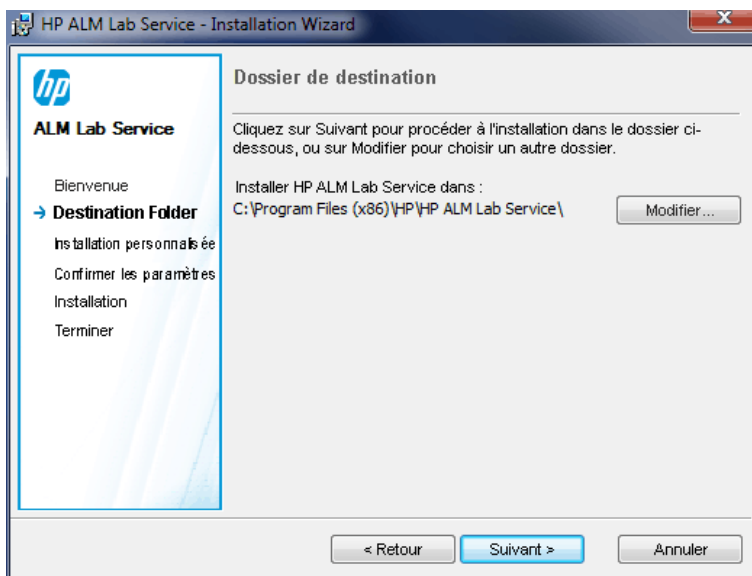 HP ALM Lab Service - Installation Wizard
hp
ALM Lab Service
Bienvenue
Destination Folder
Installation personnalisée
Confirmer les paramètres
Installation
Terminer
Dossier de destination
Cliquez sur Suivant pour procéder à l'installation dans le dossier ci-
dessous, ou sur Modifier pour choisir un autre dossier.
Installer HP ALM Lab Service dans :
C:\Program Files (x86)\HP\HP ALM Lab Service\
Modifier...
< Retour
Suivant >
Annuler